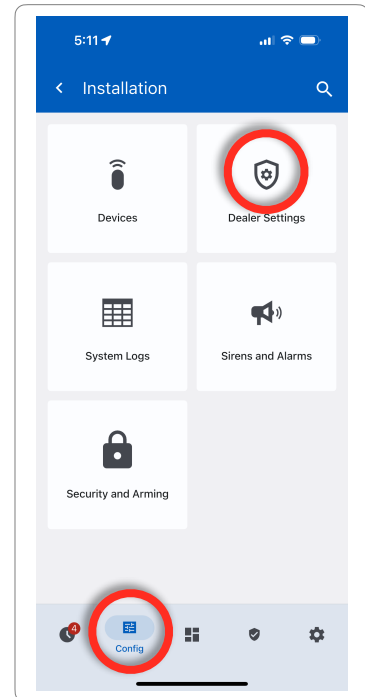 5:11
Installation
Devices
Dealer Settings
System Logs
Sirens and Alarms
Security and Arming
4
Config